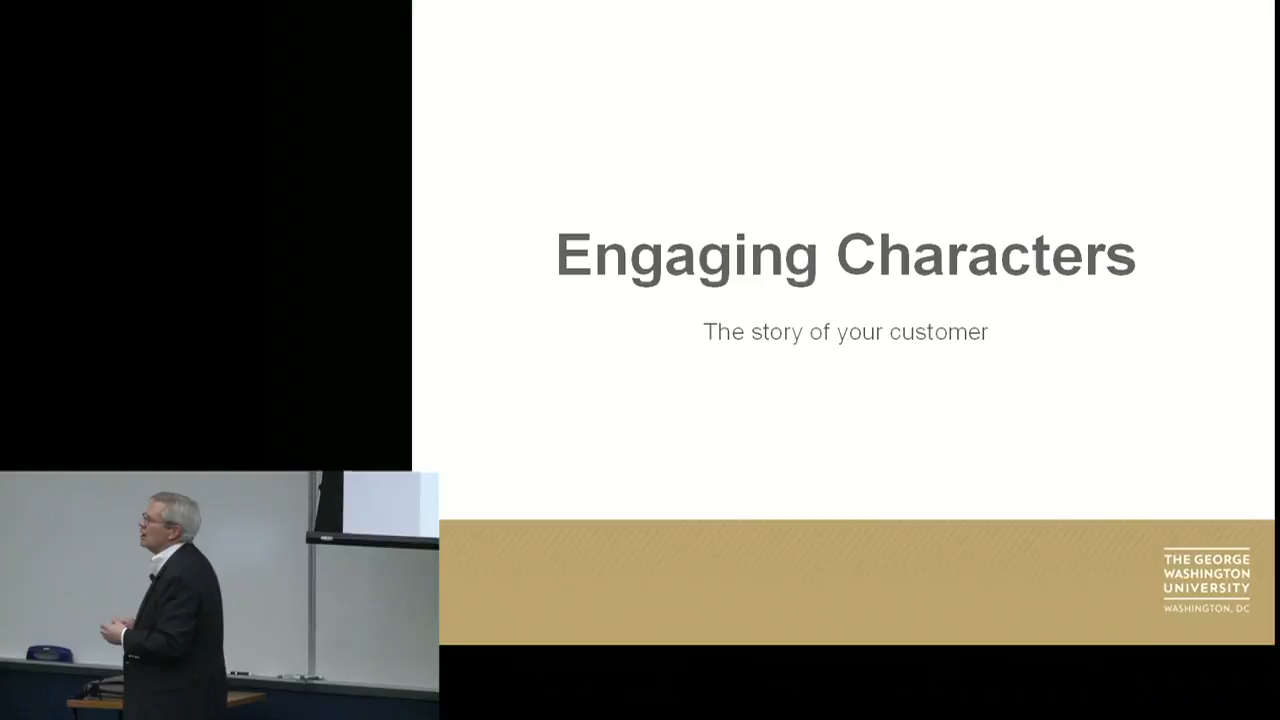 Engaging Characters
The story of your customer
THE GEORGE
WASHINGTON
UNIVERSITY
WASHINGTON, DC